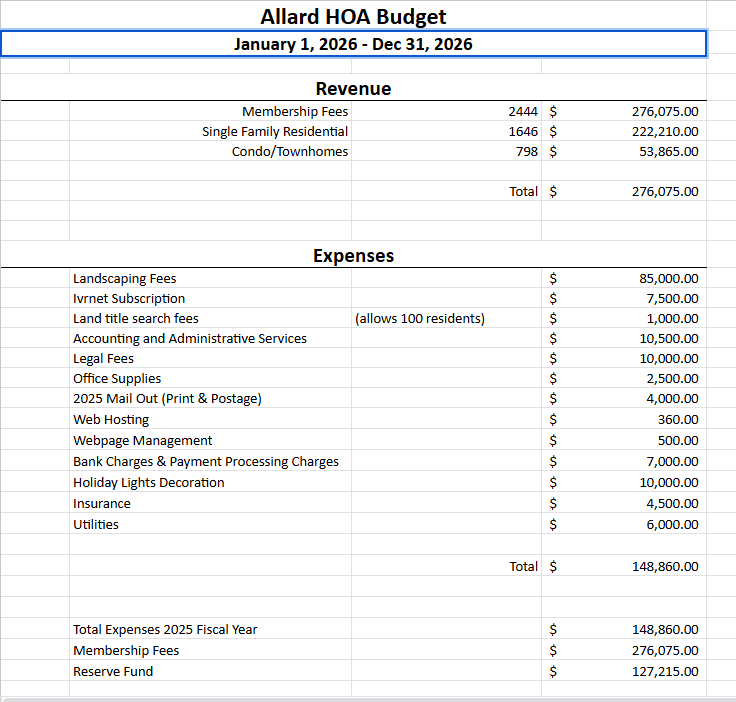 Allard HOA Budget
January 1, 2026 - Dec 31, 2026
Revenue
Membership Fees 2444 $ 276,075.00
Single Family Residential 1646 $ 222,210.00
Condo/Townhomes 798 $ 53,865.00
Total $ 276,075.00
Expenses
Landscaping Fees $ 85,000.00
Ivrnet Subscription $ 7,500.00
Land title search fees (allows 100 residents) $ 1,000.00
Accounting and Administrative Services $ 10,500.00
Legal Fees $ 10,000.00
Office Supplies $ 2,500.00
2025 Mail Out (Print & Postage) $ 4,000.00
Web Hosting $ 360.00
Webpage Management $ 500.00
Bank Charges & Payment Processing Charges $ 7,000.00
Holiday Lights Decoration $ 10,000.00
Insurance $ 4,500.00
Utilities $ 6,000.00
Total $ 148,860.00
Total Expenses 2025 Fiscal Year $ 148,860.00
Membership Fees $ 276,075.00
Reserve Fund $ 127,215.00